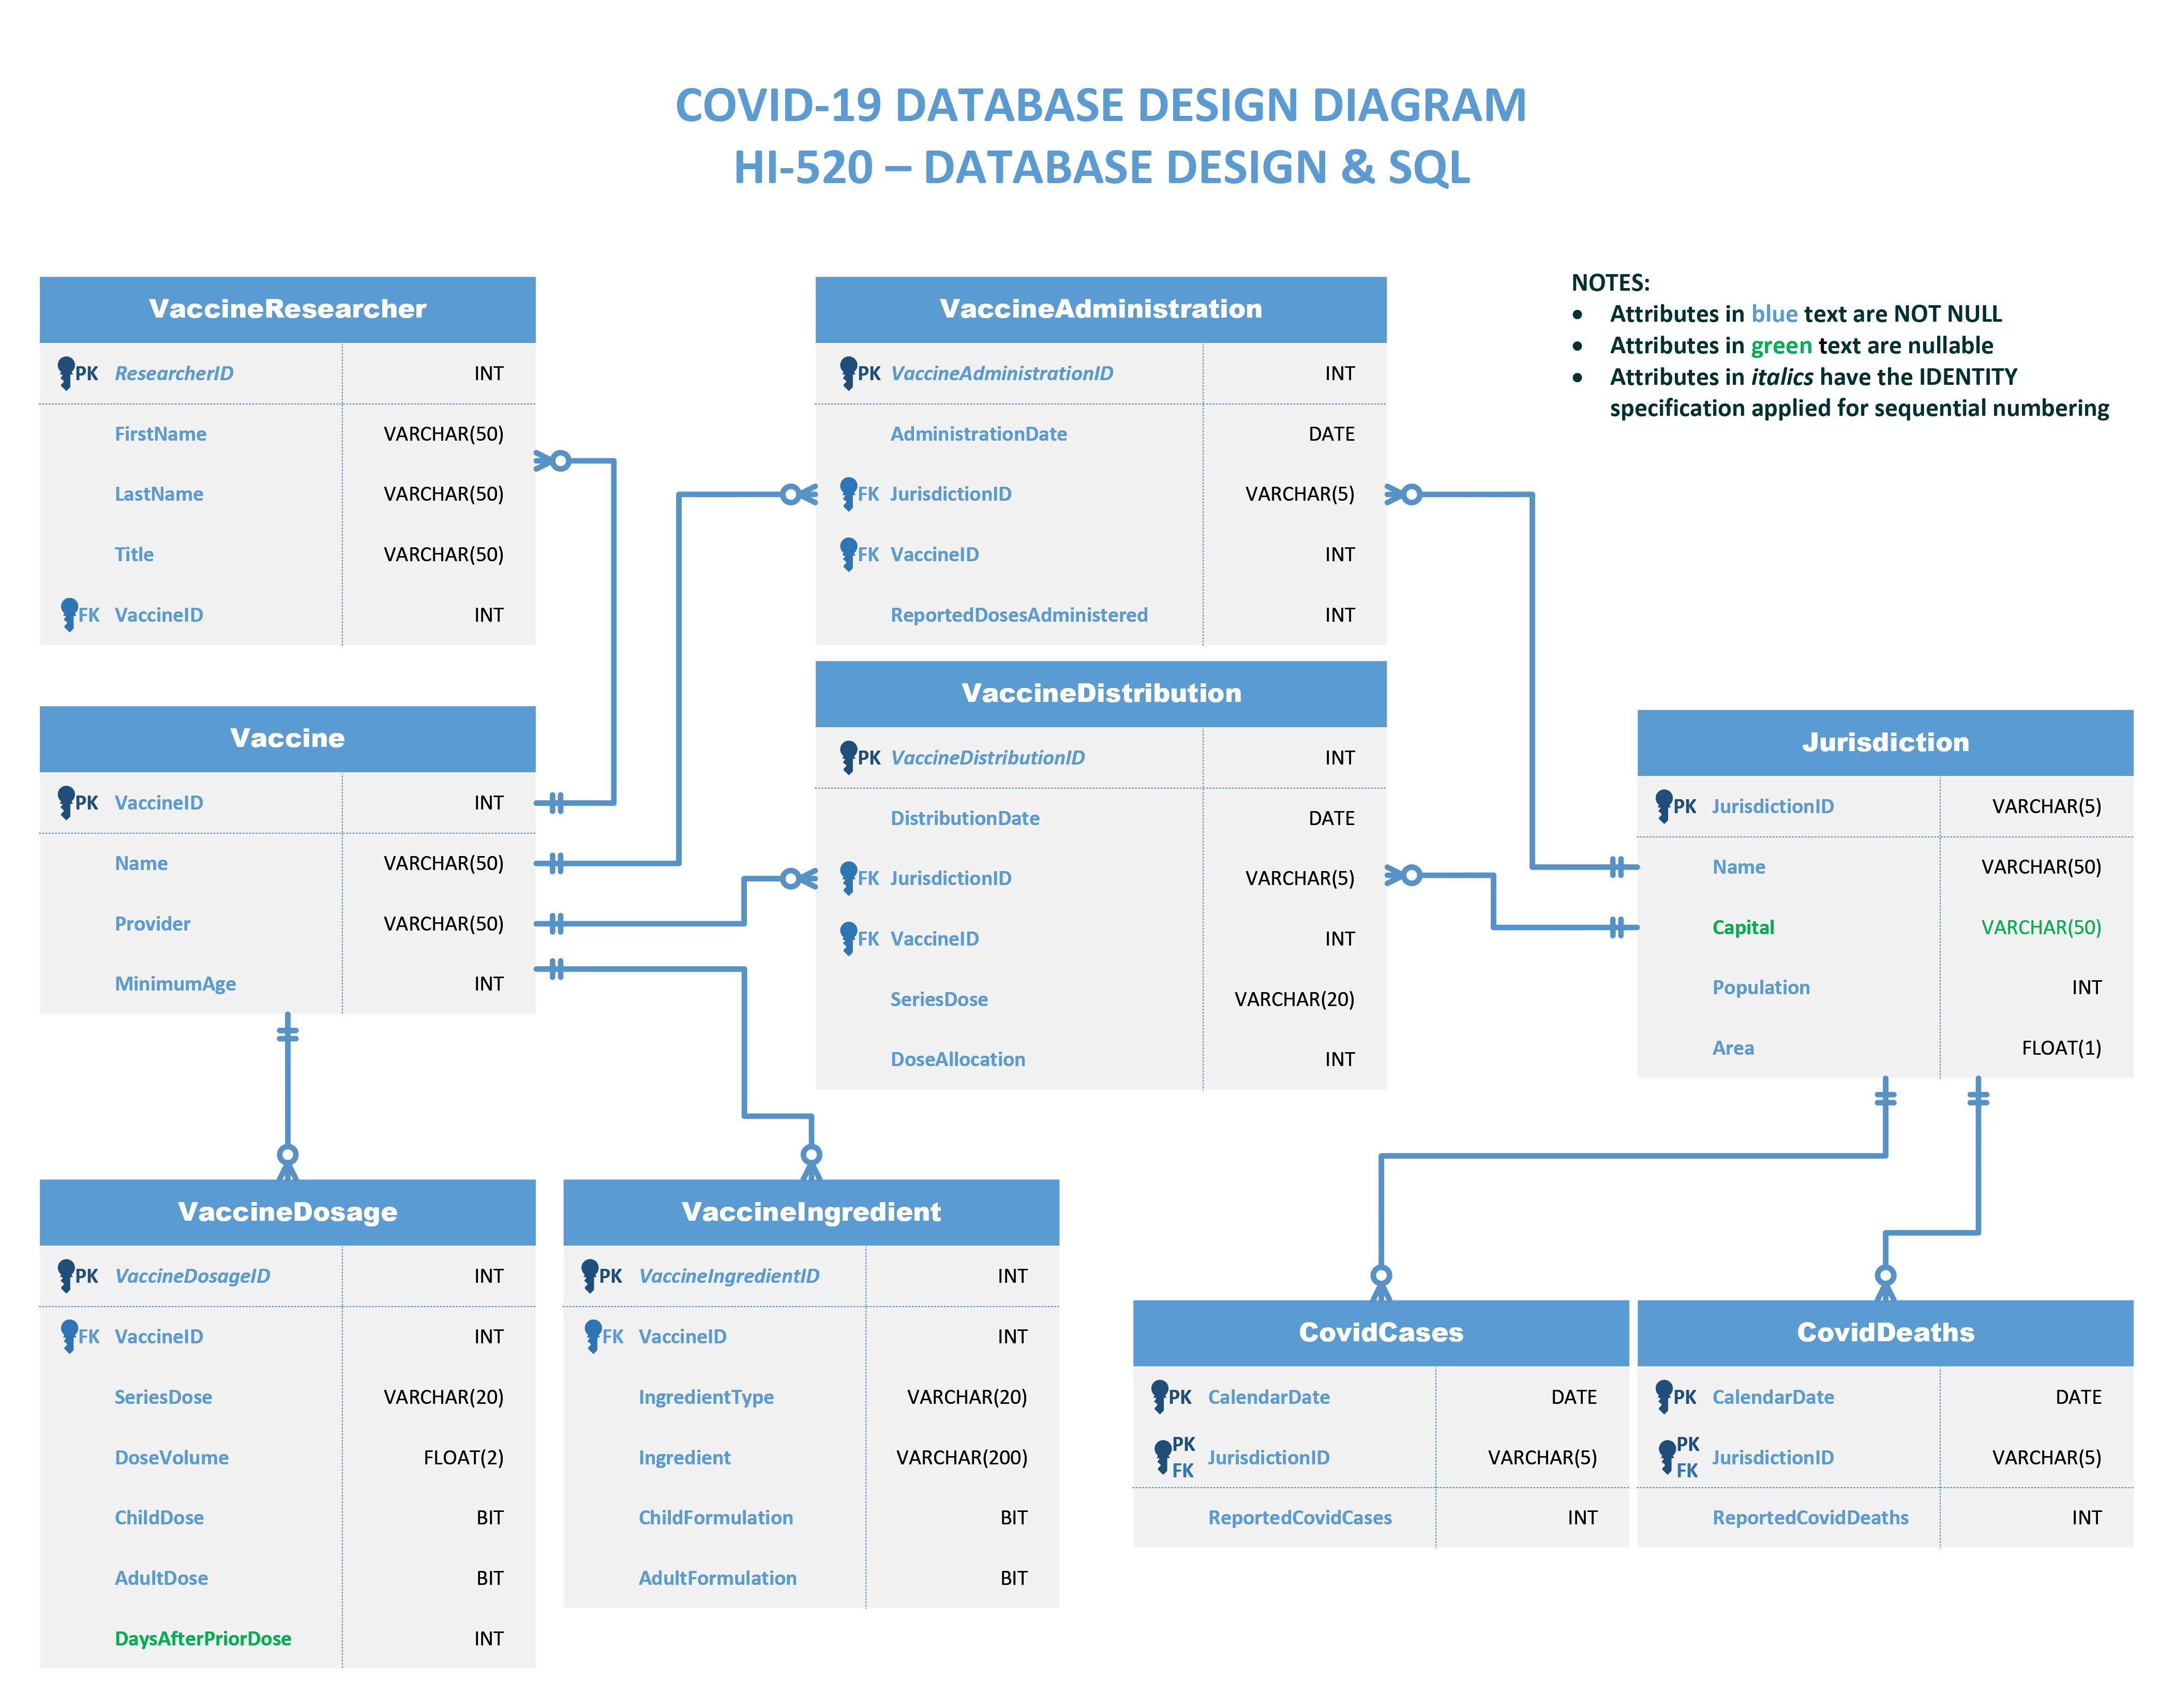 COVID-19 DATABASE DESIGN DIAGRAM
HI-520 – DATABASE DESIGN & SQL
NOTES:
• Attributes in blue text are NOT NULL
• Attributes in green text are nullable
• Attributes in italics have the IDENTITY
specification applied for sequential numbering
VaccineResearcher
PK ResearcherID INT
FirstName VARCHAR(50)
LastName VARCHAR(50)
Title VARCHAR(50)
FK VaccineID INT
VaccineAdministration
PK VaccineAdministrationID INT
AdministrationDate DATE
FK JurisdictionID VARCHAR(5)
FK VaccineID INT
ReportedDosesAdministered INT
Vaccine
PK VaccineID INT
Name VARCHAR(50)
Provider VARCHAR(50)
MinimumAge INT
VaccineDistribution
PK VaccineDistributionID INT
DistributionDate DATE
FK JurisdictionID VARCHAR(5)
FK VaccineID INT
SeriesDose VARCHAR(20)
DoseAllocation INT
Jurisdiction
PK JurisdictionID VARCHAR(5)
Name VARCHAR(50)
Capital VARCHAR(50)
Population INT
Area FLOAT(1)
VaccineDosage
PK VaccineDosageID INT
FK VaccineID INT
SeriesDose VARCHAR(20)
DoseVolume FLOAT(2)
ChildDose BIT
AdultDose BIT
DaysAfterPriorDose INT
VaccineIngredient
PK VaccineIngredientID INT
FK VaccineID INT
IngredientType VARCHAR(20)
Ingredient VARCHAR(200)
ChildFormulation BIT
AdultFormulation BIT
CovidCases
PK CalendarDate DATE
PK
FK JurisdictionID VARCHAR(5)
ReportedCovidCases INT
CovidDeaths
PK CalendarDate DATE
PK
FK JurisdictionID VARCHAR(5)
ReportedCovidDeaths INT